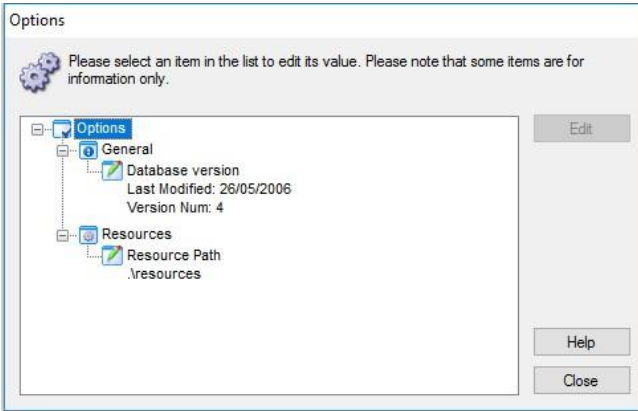 Options
Please select an item in the list to edit its value. Please note that some items are for
information only.
Options
Edit
General
Database version
Last Modified: 26/05/2006
Version Num: 4
Resources
Resource Path
.\resources
Help
Close